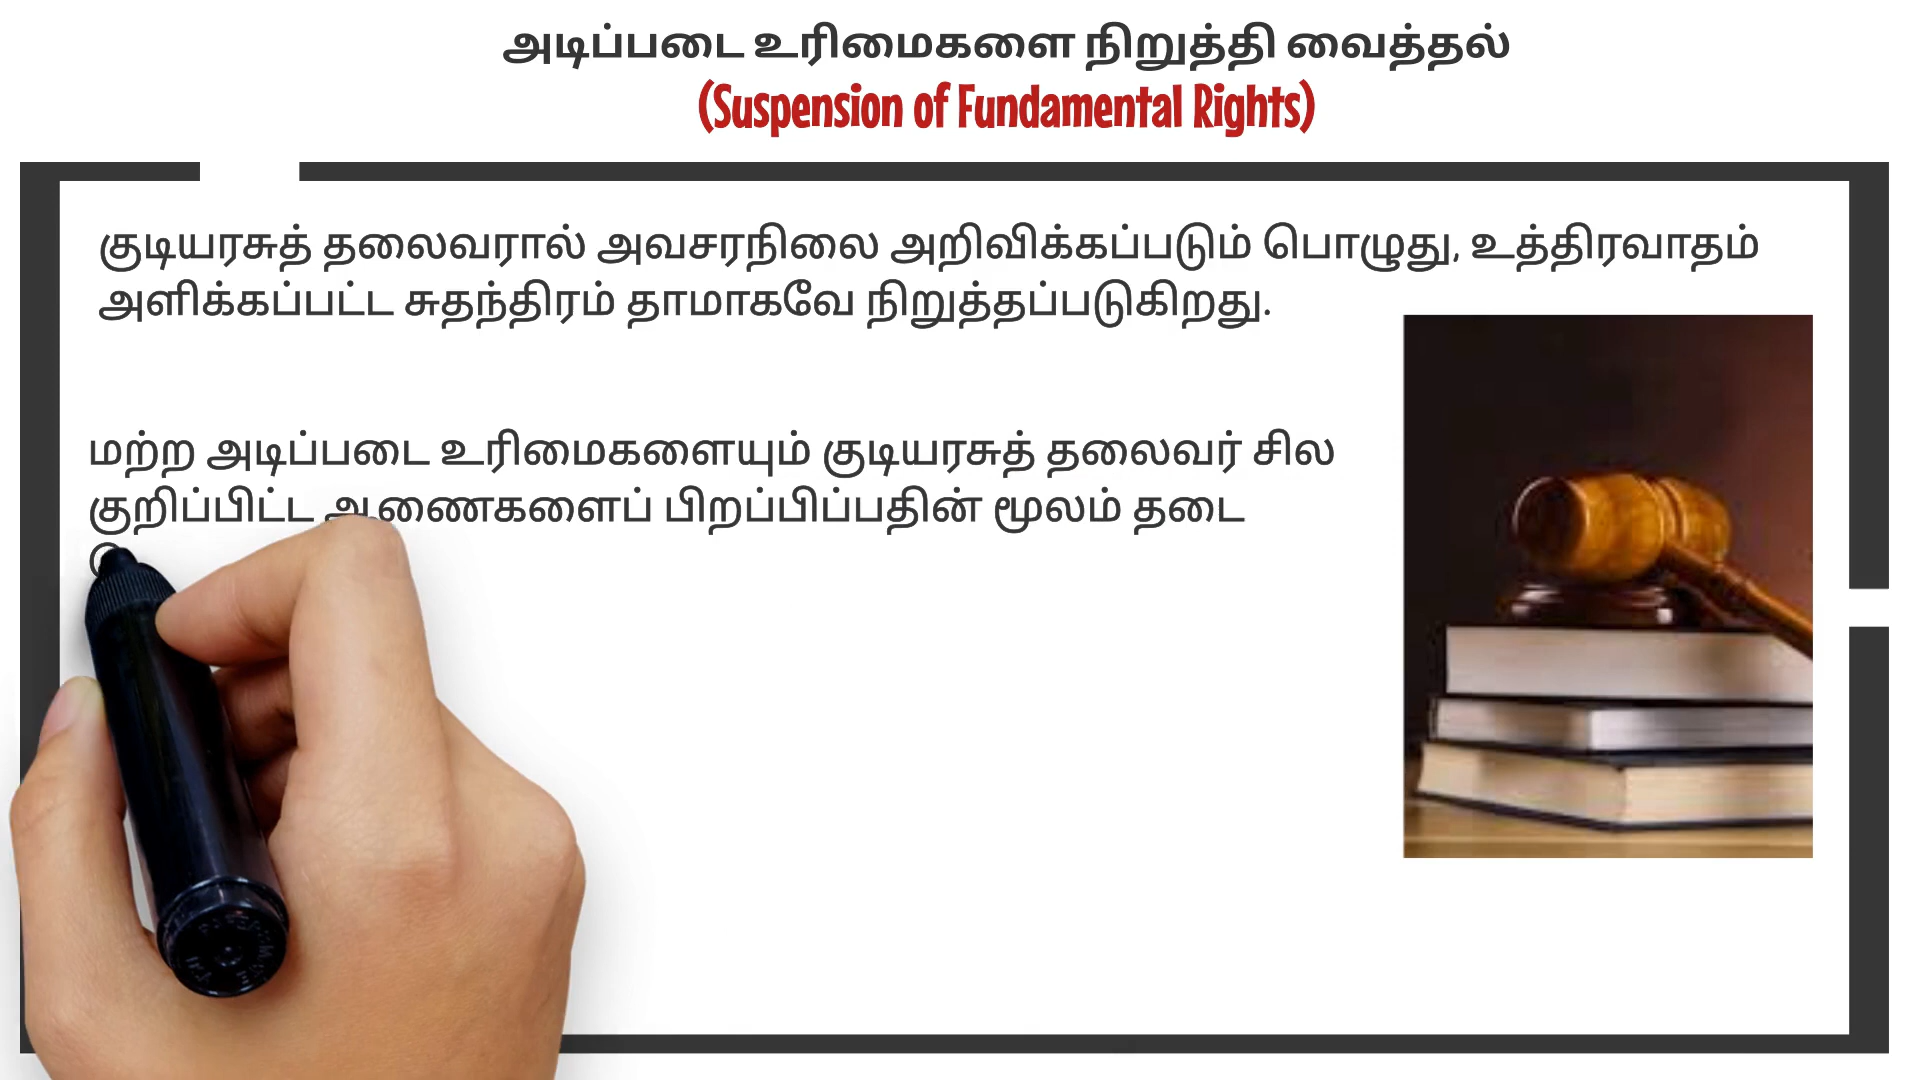 அடிப்படை உரிமைகளை நிறுத்தி வைத்தல்
(Suspension of Fundamental Rights)
குடியரசுத் தலைவரால் அவசரநிலை அறிவிக்கப்படும் பொழுது, உத்திரவாதம்
அளிக்கப்பட்ட சுதந்திரம் தாமாகவே நிறுத்தப்படுகிறது.
மற்ற அடிப்படை உரிமைகளையும் குடியரசுத் தலைவர் சில
குறிப்பிட்ட ஆணைகளைப் பிறப்பிப்பதின் மூலம் தடை